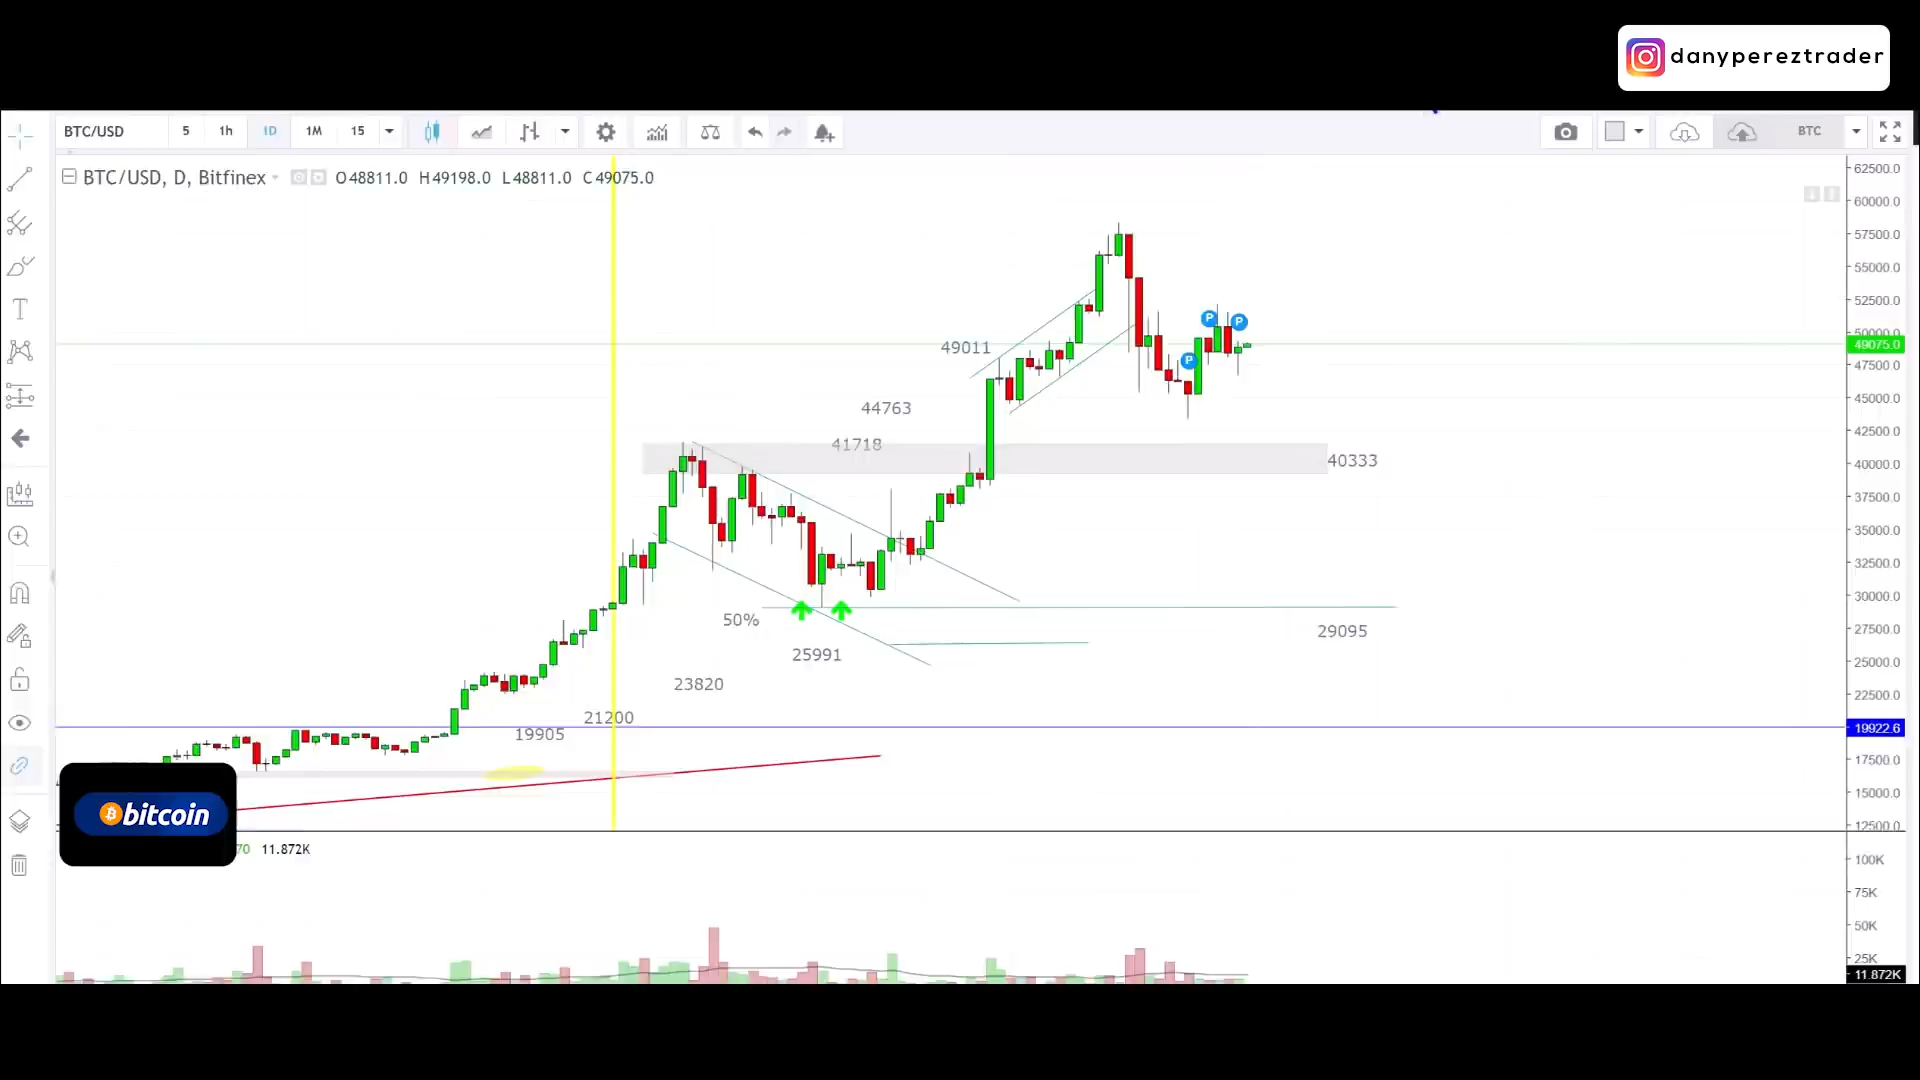 danypereztrader
BTC/USD 5 1h 1D 1M 15 BTC
BTC/USD, D, Bitfinex O48811.0 H49198.0 L48811.0 C49075.0
62500.0
60000.0
57500.0
55000.0
52500.0
50000.0
49075.0
47500.0
45000.0
42500.0
40000.0
37500.0
35000.0
32500.0
30000.0
27500.0
25000.0
22500.0
19922.6
17500.0
15000.0
12500.0
P P
P
49011
44763
41718
40333
50%
29095
25991
23820
21200
19905
bitcoin
70 11.872K
100K
75K
50K
25K
11.872K